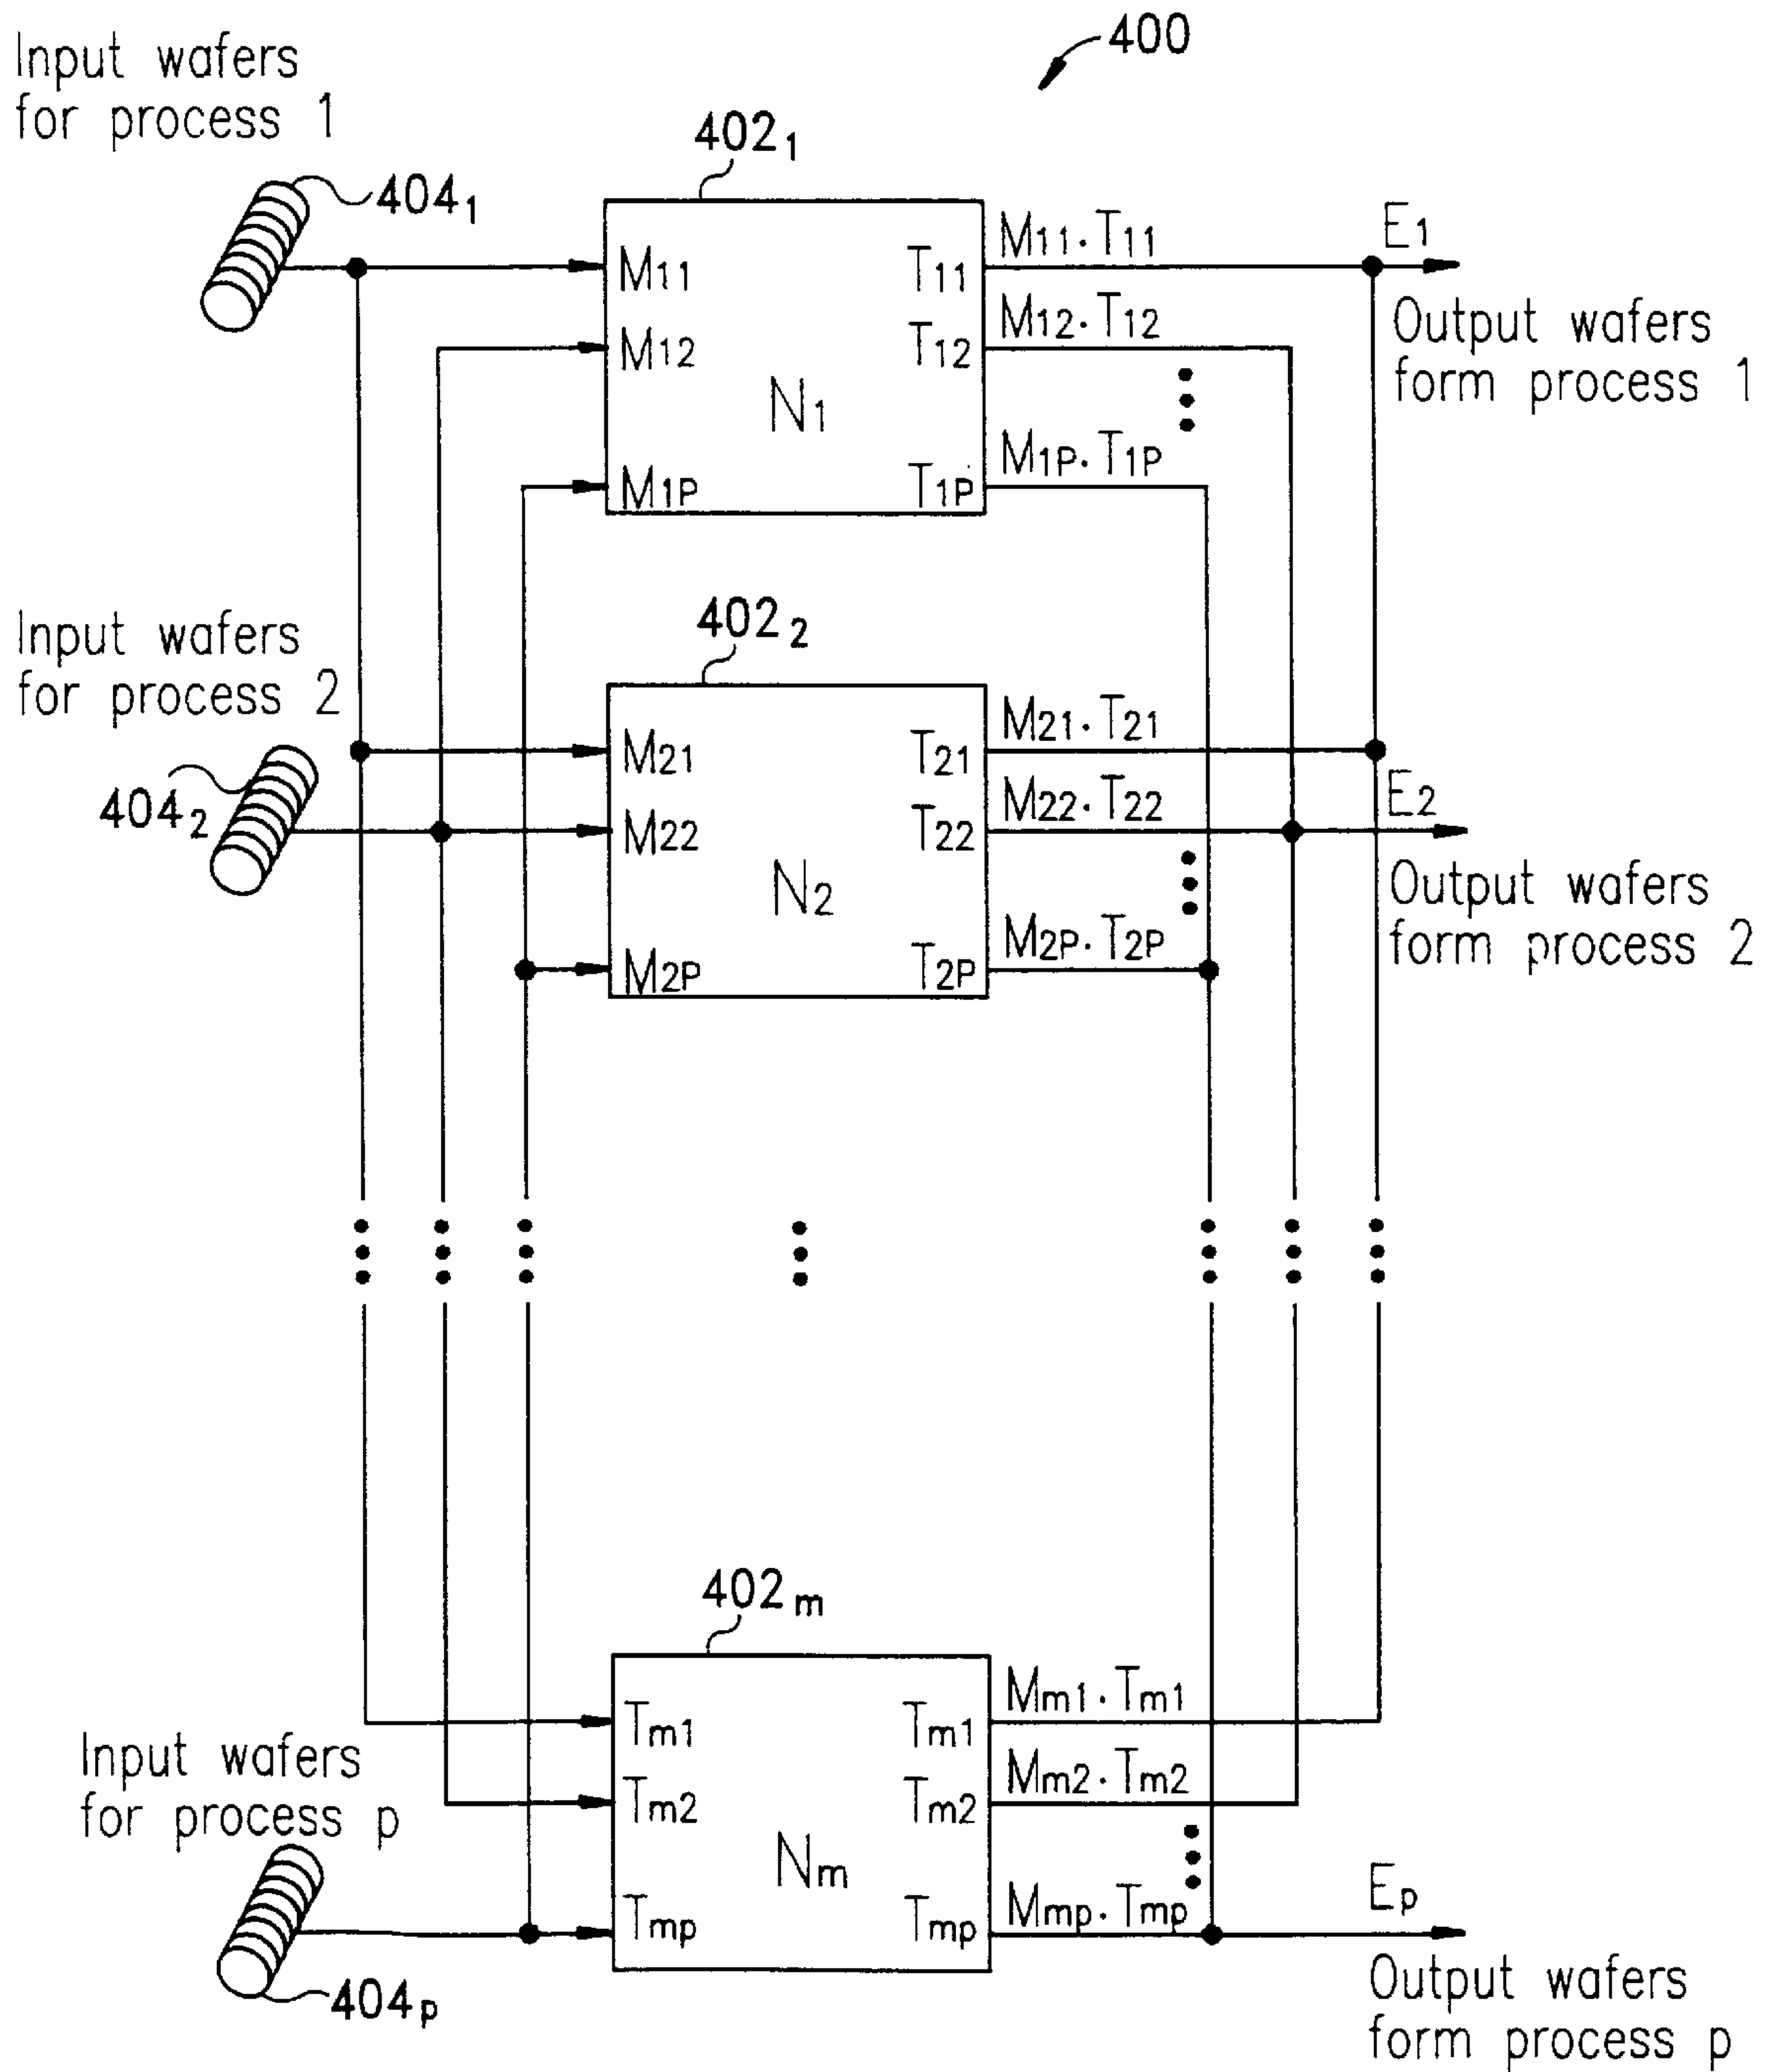 400
Input wafers
for process 1
404₁
402₁
M11
M12
N1
M1P
T11
T12
T1P
M11·T11
M12·T12
M1P·T1P
E1
Output wafers
form process 1
Input wafers
for process 2
404₂
402₂
M21
M22
N2
M2P
T21
T22
T2P
M21·T21
M22·T22
M2P·T2P
E2
Output wafers
form process 2
402m
Input wafers
for process p
404p
Tm1
Tm2
Nm
Tmp
Tm1
Tm2
Tmp
Mm1·Tm1
Mm2·Tm2
Mmp·Tmp
Ep
Output wafers
form process p